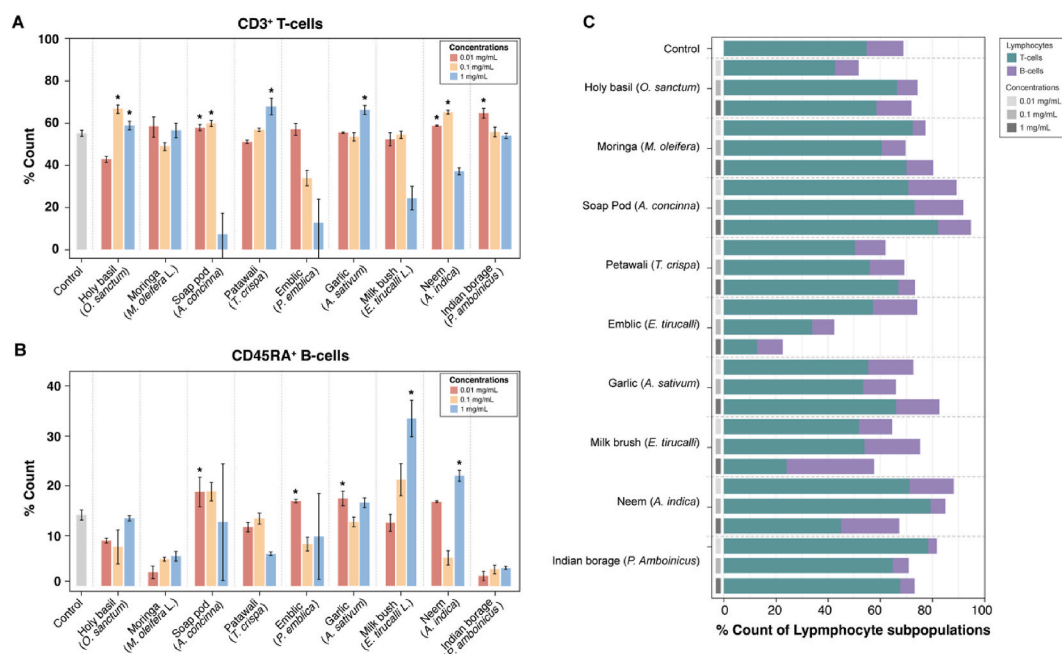 A
CD3⁺ T-cells
% Count
100
80
60
40
20
0
Concentrations
0.01 mg/mL
0.1 mg/mL
1 mg/mL
* * * * * * * * *
Control
Holy basil
(O. sanctum)
Moringa
(M. oleifera L.)
Soap pod
(A. concinna)
Patawali
(T. crispa)
Emblic
(P. emblica)
Garlic
(A. sativum)
Milk bush
(E. tirucalli L.)
Neem
(A. indica)
Indian borage
(P. amboinicus)
B
CD45RA⁺ B-cells
% Count
40
30
20
10
0
Concentrations
0.01 mg/mL
0.1 mg/mL
1 mg/mL
* * * * *
Control
Holy basil
(O. sanctum)
Moringa
(M. oleifera L.)
Soap pod
(A. concinna)
Patawali
(T. crispa)
Emblic
(P. emblica)
Garlic
(A. sativum)
Milk bush
(E. tirucalli L.)
Neem
(A. indica)
Indian borage
(P. amboinicus)
C
Control
Holy basil (O. sanctum)
Moringa (M. oleifera)
Soap Pod (A. concinna)
Petawali (T. crispa)
Emblic (E. tirucalli)
Garlic (A. sativum)
Milk brush (E. tirucalli)
Neem (A. indica)
Indian borage (P. Amboinicus)
0 20 40 60 80 100
% Count of Lypmphocyte subpopulations
Lymphocytes
T-cells
B-cells
Concentrations
0.01 mg/mL
0.1 mg/mL
1 mg/mL